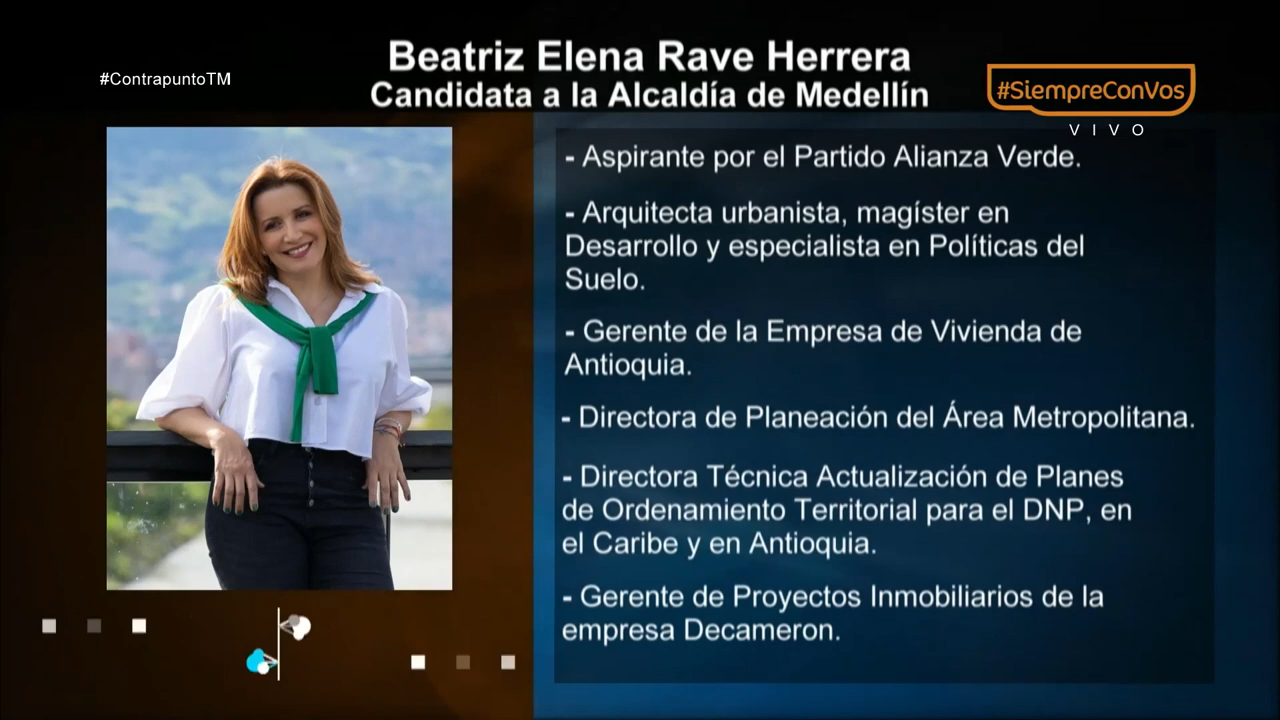 Beatriz Elena Rave Herrera
Candidata a la Alcaldía de Medellín
#ContrapuntoTM
#SiempreConVos
VIVO
- Aspirante por el Partido Alianza Verde.
- Arquitecta urbanista, magíster en
Desarrollo y especialista en Políticas del
Suelo.
- Gerente de la Empresa de Vivienda de
Antioquia.
- Directora de Planeación del Área Metropolitana.
- Directora Técnica Actualización de Planes
de Ordenamiento Territorial para el DNP, en
el Caribe y en Antioquia.
- Gerente de Proyectos Inmobiliarios de la
empresa Decameron.